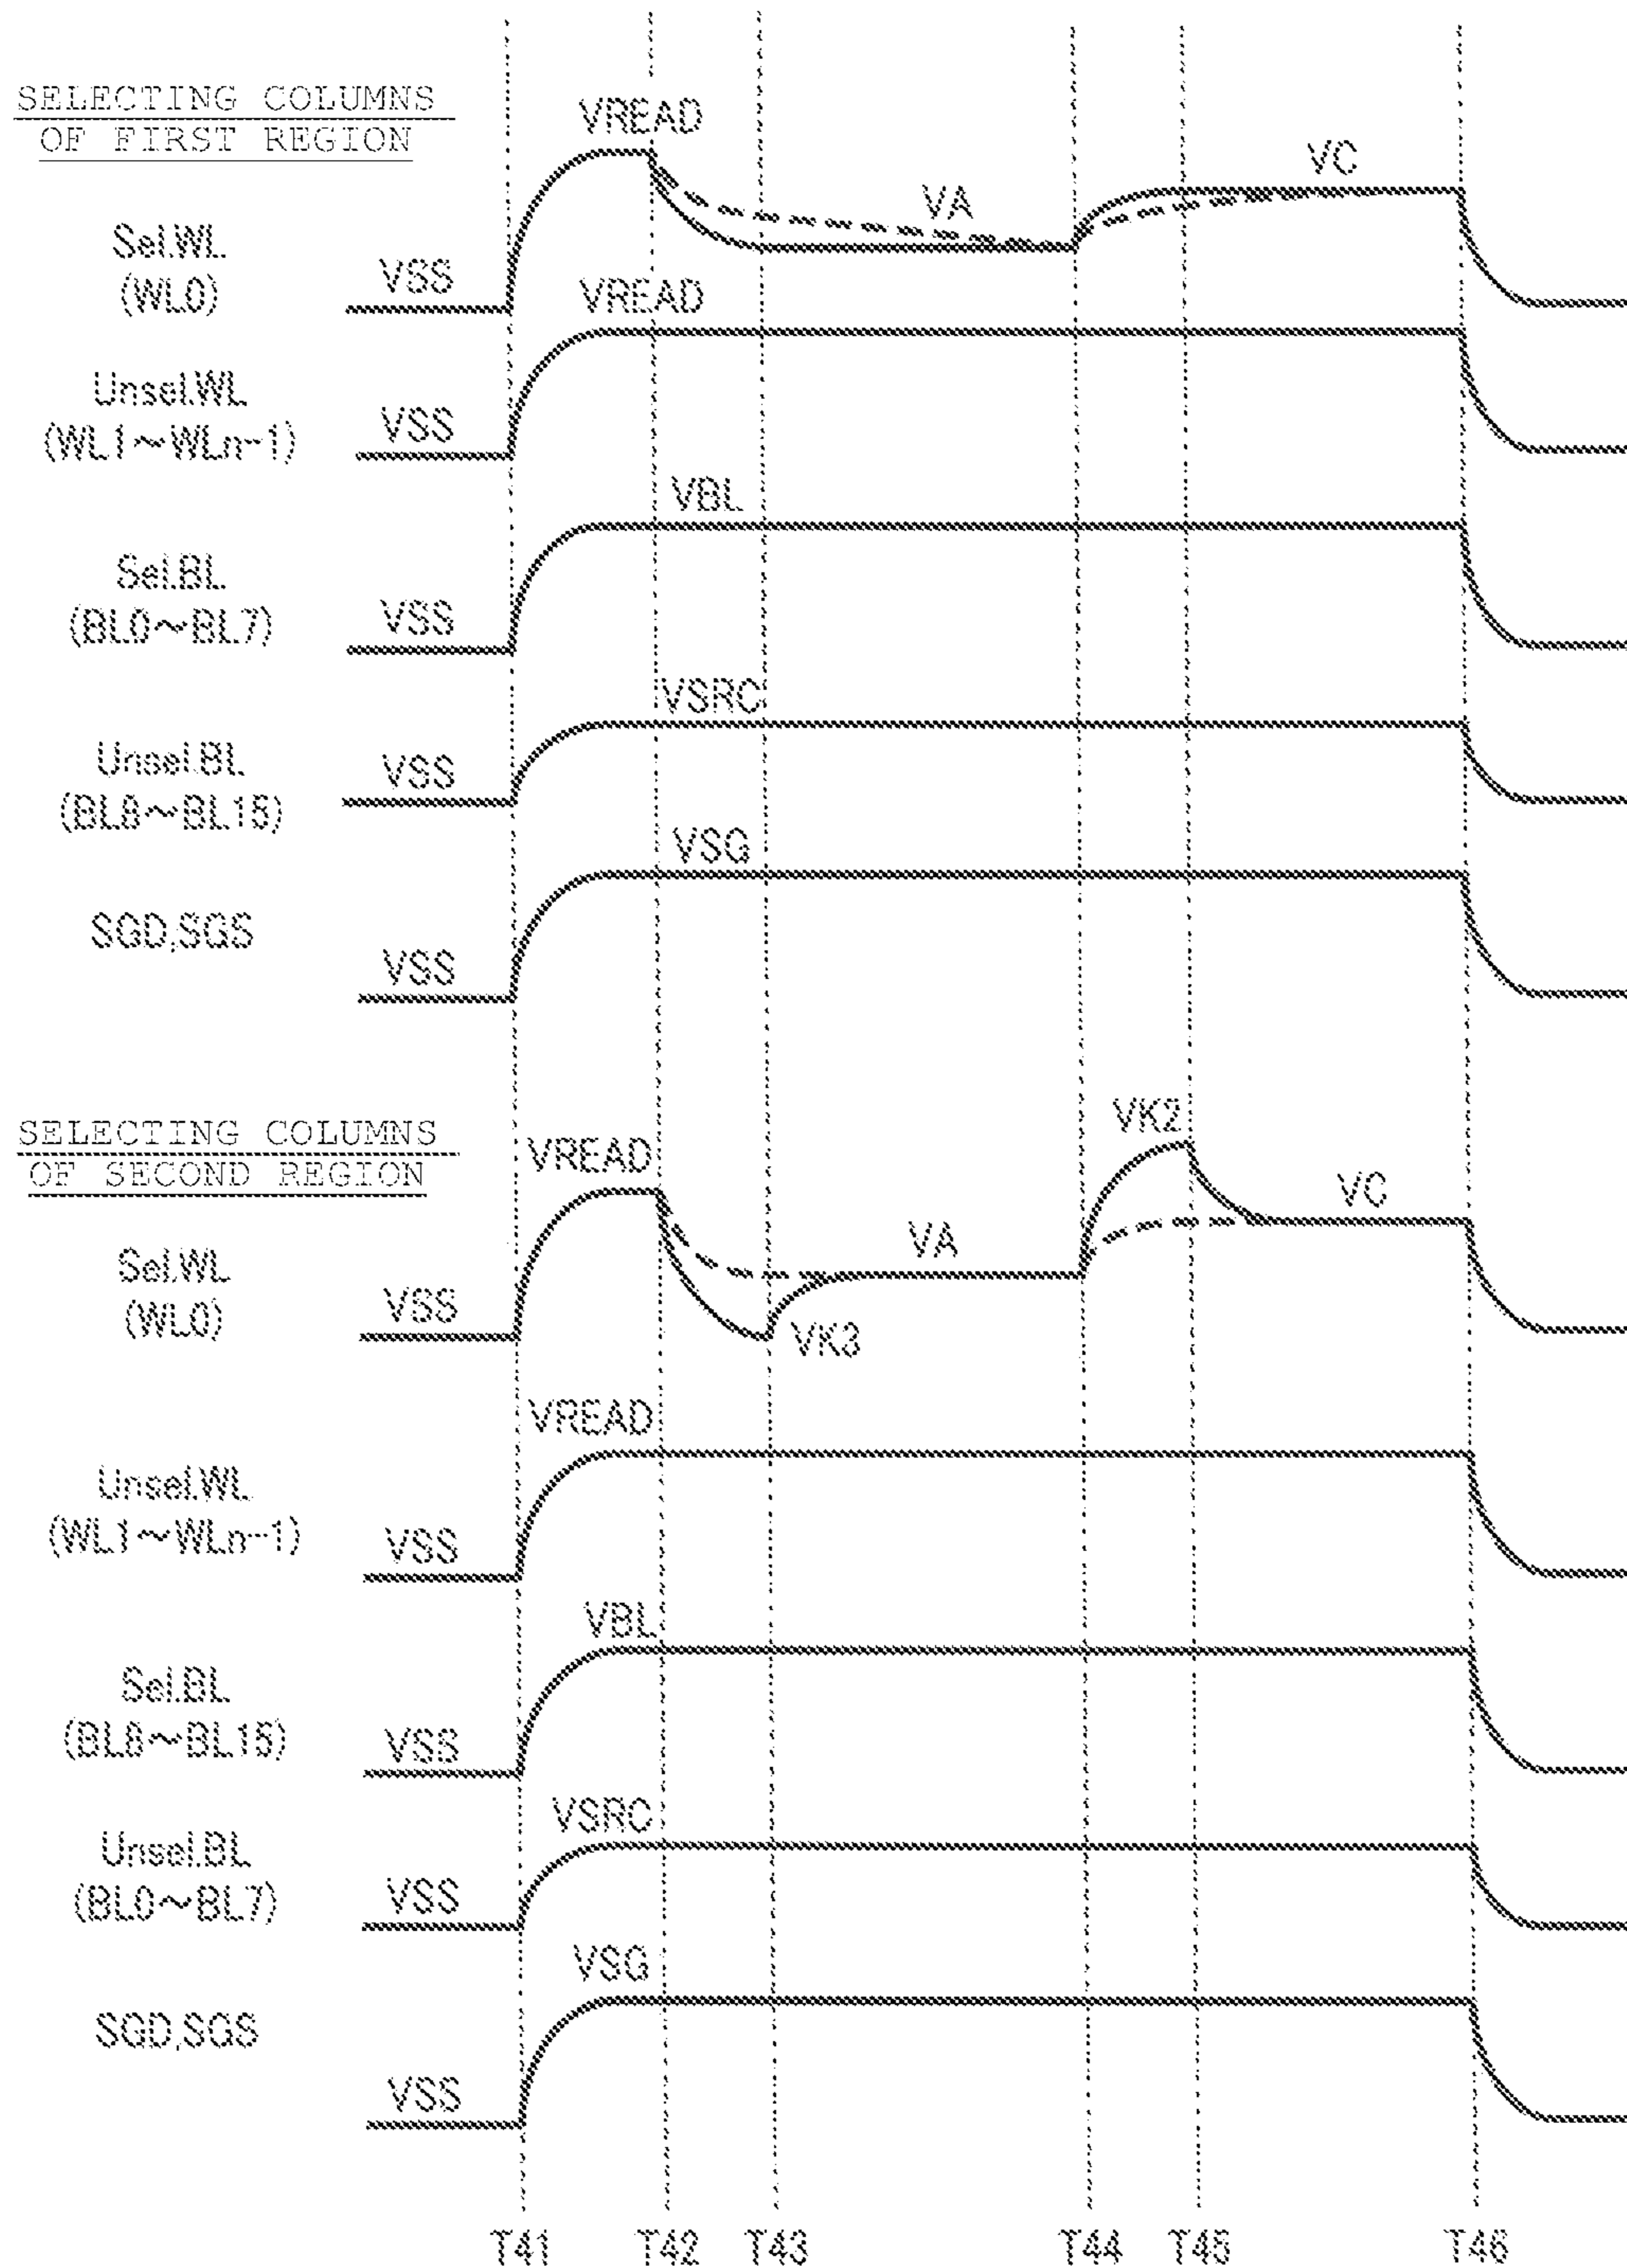 SELECTING COLUMNS
OF FIRST REGION
VREAD
VC
VA
Sel.WL
(WL0)
VSS
VREAD
Unsel.WL
(WL1~WLn-1)
VSS
VBL
Sel.BL
(BL0~BL7)
VSS
VSRC
Unsel.BL
(BL8~BL15)
VSS
VSG
SGD,SGS
VSS
SELECTING COLUMNS
OF SECOND REGION
VK2
VREAD
VC
VA
Sel.WL
(WL0)
VSS
VK3
VREAD
Unsel.WL
(WL1~WLn-1)
VSS
VBL
Sel.BL
(BL8~BL15)
VSS
VSRC
Unsel.BL
(BL0~BL7)
VSS
VSG
SGD,SGS
VSS
T41 T42 T43 T44 T45 T46